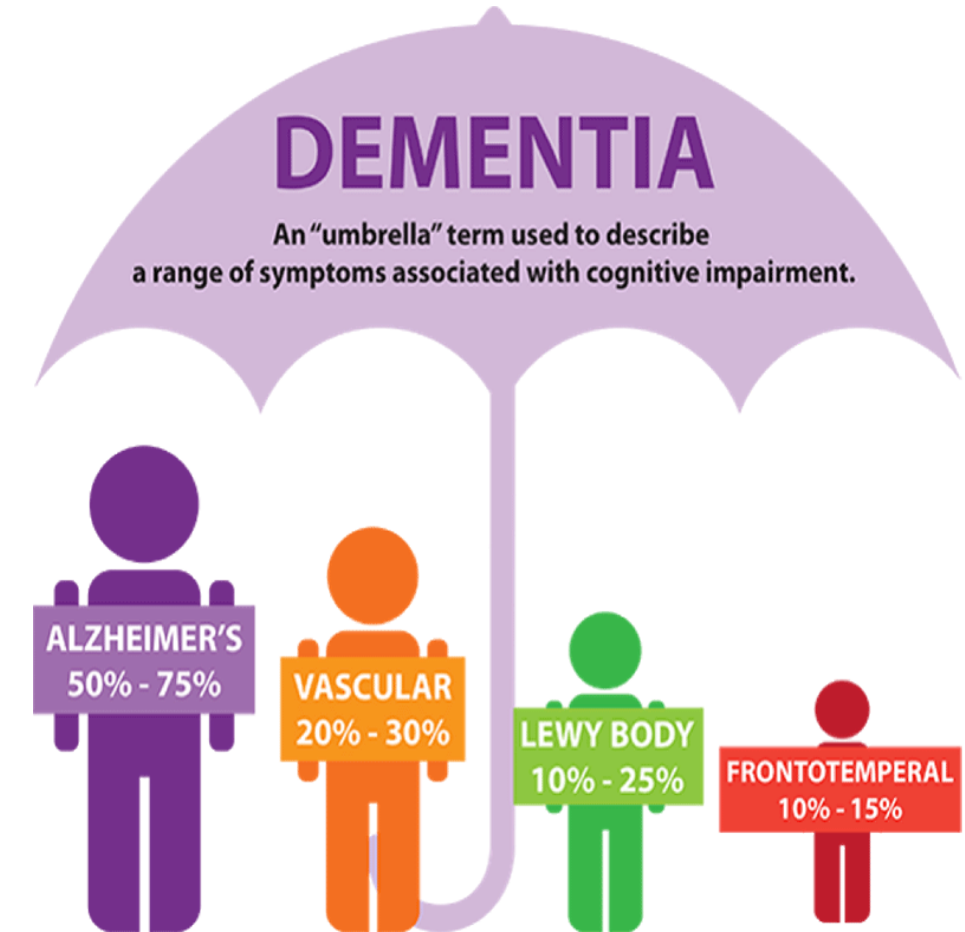 DEMENTIA
An “umbrella” term used to describe
a range of symptoms associated with cognitive impairment.
ALZHEIMER’S
50% - 75%
VASCULAR
20% - 30%
LEWY BODY
10% - 25%
FRONTOTEMPERAL
10% - 15%